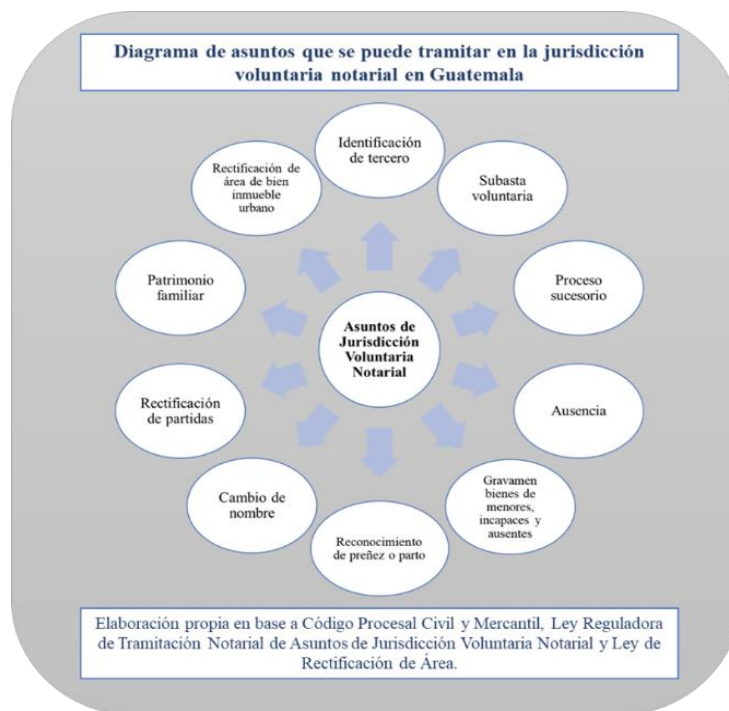 Diagrama de asuntos que se puede tramitar en la jurisdicción
voluntaria notarial en Guatemala
Identificación
de tercero
Subasta
voluntaria
Proceso
sucesorio
Ausencia
Gravamen
bienes de
menores,
incapaces y
ausentes
Reconocimiento
de preñez o parto
Cambio de
nombre
Rectificación
de partidas
Patrimonio
familiar
Rectificación de
área de bien
inmueble
urbano
Asuntos de
Jurisdicción
Voluntaria
Notarial
Elaboración propia en base a Código Procesal Civil y Mercantil, Ley Reguladora
de Tramitación Notarial de Asuntos de Jurisdicción Voluntaria Notarial y Ley de
Rectificación de Área.